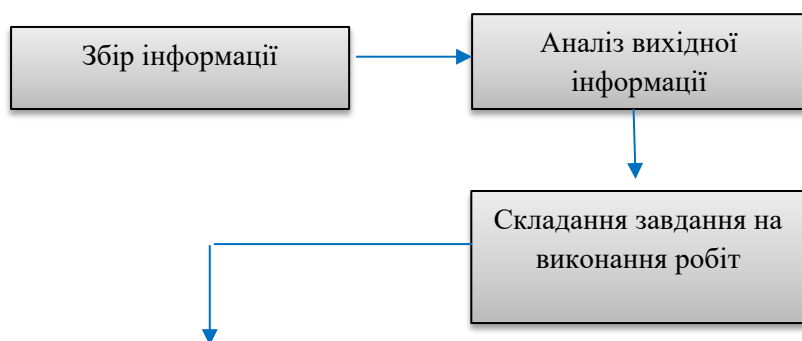 Збір інформації
Аналіз вихідної
інформації
Складання завдання на
виконання робіт